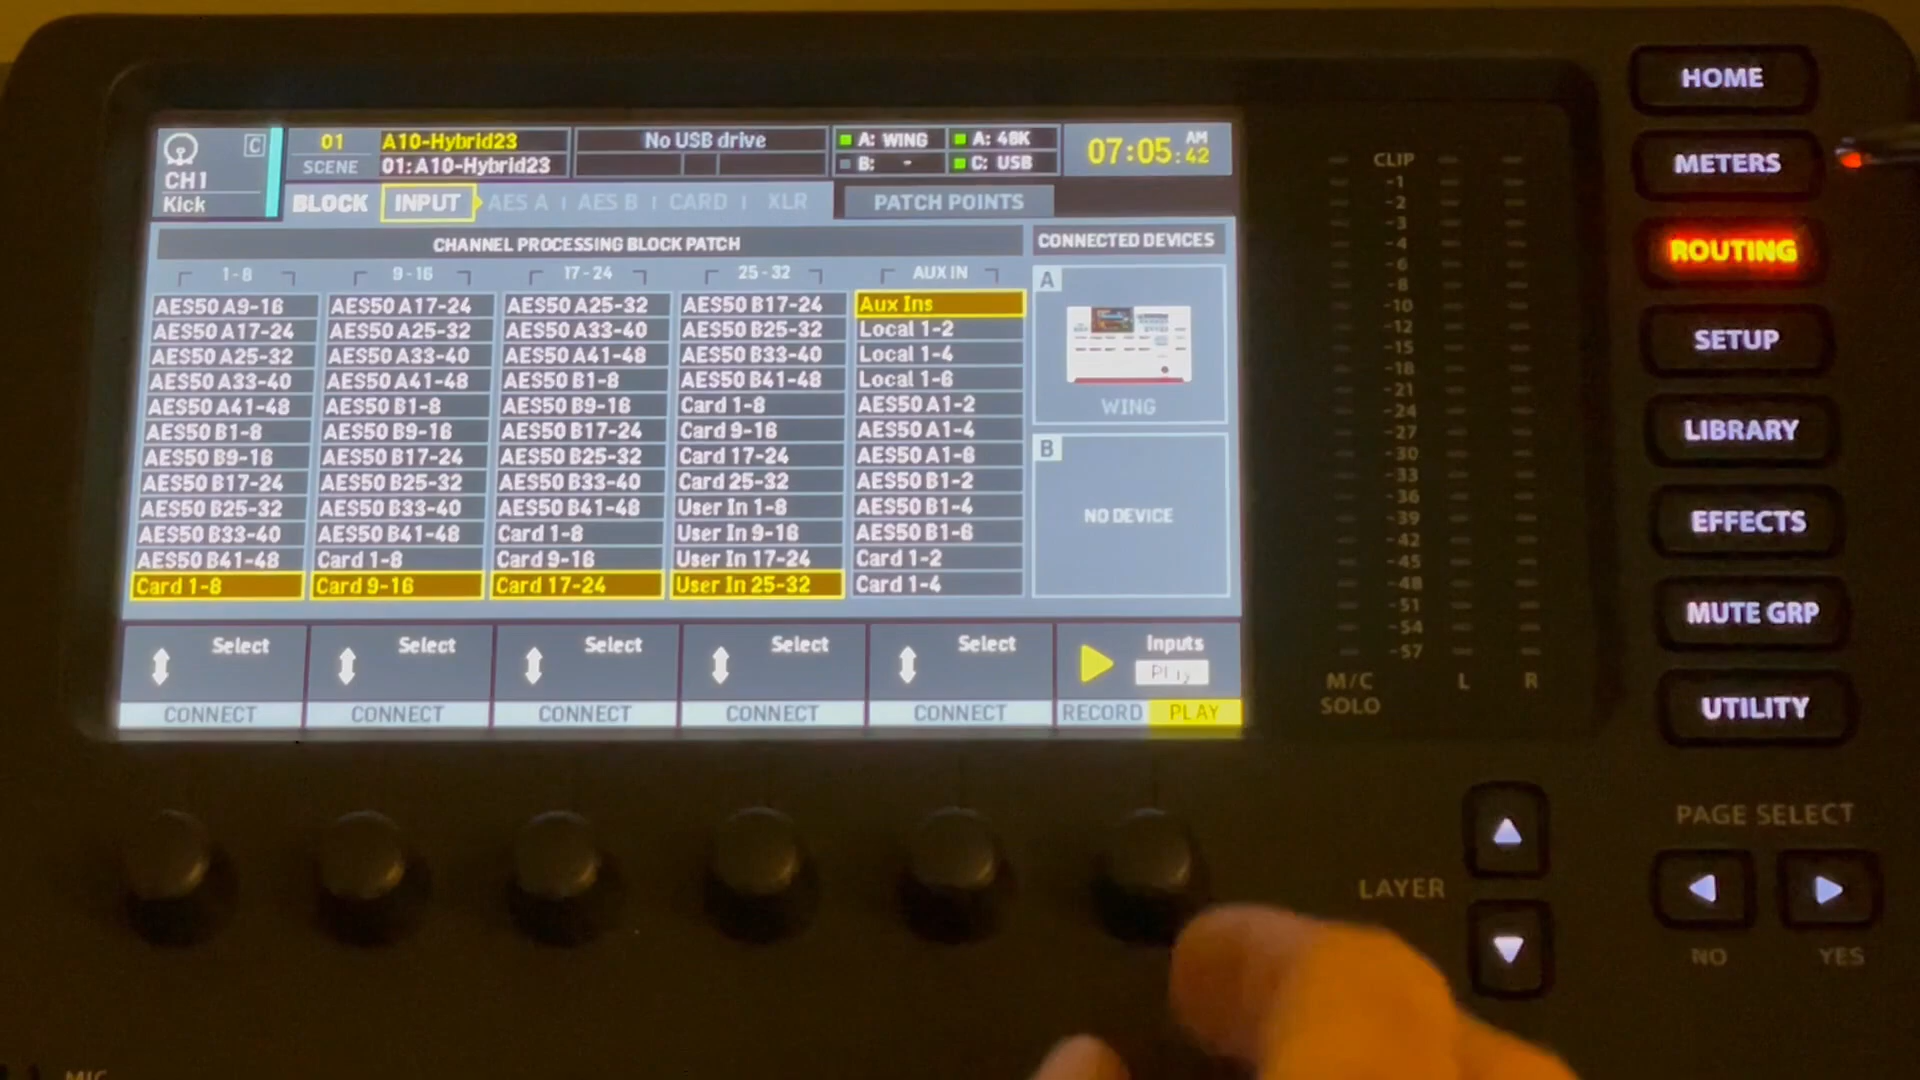 CH1
Kick
C
01
SCENE
A10-Hybrid23
01: A10-Hybrid23
No USB drive
A: WING
A: 48K
B: -
C: USB
07:05:42 AM
BLOCK INPUT AES A AES B CARD XLR PATCH POINTS
CHANNEL PROCESSING BLOCK PATCH
CONNECTED DEVICES
1-8 9-16 17-24 25-32 AUX IN
AES50 A9-16 AES50 A17-24 AES50 A25-32 AES50 B17-24 Aux Ins
AES50 A17-24 AES50 A25-32 AES50 A33-40 AES50 B25-32 Local 1-2
AES50 A25-32 AES50 A33-40 AES50 A41-48 AES50 B33-40 Local 1-4
AES50 A33-40 AES50 A41-48 AES50 B1-8 AES50 B41-48 Local 1-6
AES50 A41-48 AES50 B1-8 AES50 B9-16 Card 1-8 AES50 A1-2
AES50 B1-8 AES50 B9-16 AES50 B17-24 Card 9-16 AES50 A1-4
AES50 B9-16 AES50 B17-24 AES50 B25-32 Card 17-24 AES50 A1-6
AES50 B17-24 AES50 B25-32 AES50 B33-40 Card 25-32 AES50 B1-2
AES50 B25-32 AES50 B33-40 AES50 B41-48 User In 1-8 AES50 B1-4
AES50 B33-40 AES50 B41-48 Card 1-8 User In 9-16 AES50 B1-6
AES50 B41-48 Card 1-8 Card 9-16 User In 17-24 Card 1-2
Card 1-8 Card 9-16 Card 17-24 User In 25-32 Card 1-4
A
WING
B
NO DEVICE
Select Select Select Select Select Inputs
Play
CONNECT CONNECT CONNECT CONNECT CONNECT RECORD PLAY
CLIP
-1
-2
-3
-4
-6
-8
-10
-12
-15
-18
-21
-24
-27
-30
-33
-36
-39
-42
-45
-48
-51
-54
-57
M/C
SOLO
L
R
HOME
METERS
ROUTING
SETUP
LIBRARY
EFFECTS
MUTE GRP
UTILITY
LAYER
PAGE SELECT
NO
YES
MIC